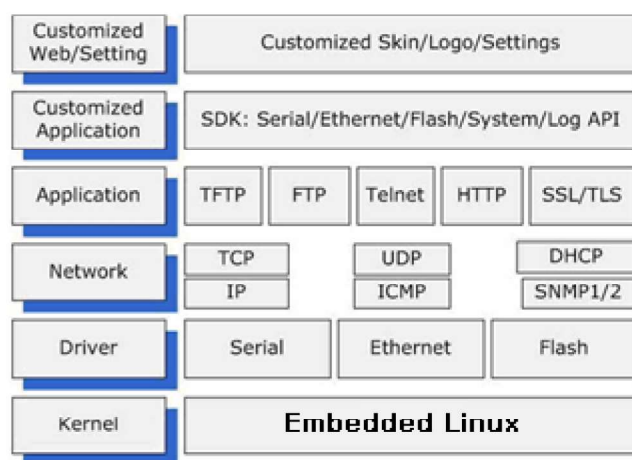 Customized
Web/Setting
Customized Skin/Logo/Settings
Customized
Application
SDK: Serial/Ethernet/Flash/System/Log API
Application
TFTP
FTP
Telnet
HTTP
SSL/TLS
Network
TCP
UDP
DHCP
IP
ICMP
SNMP1/2
Driver
Serial
Ethernet
Flash
Kernel
Embedded Linux